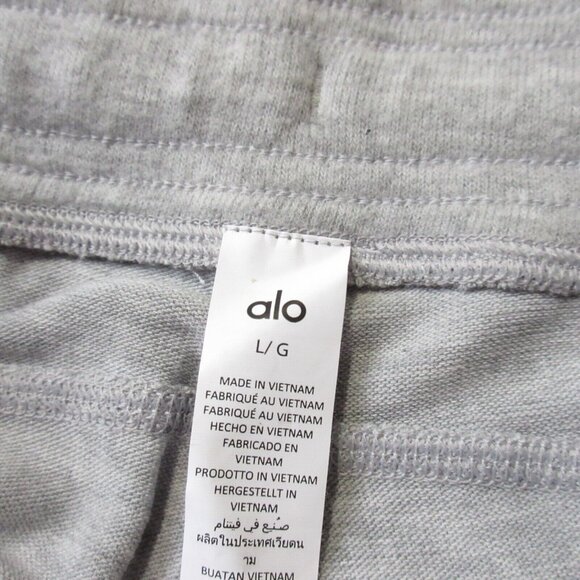 alo
L/ G
MADE IN VIETNAM
FABRIQUÉ AU VIETNAM
FABRIQUÉ AU VIETNAM
HECHO EN VIETNAM
FABRICADO EN
VIETNAM
PRODOTTO IN VIETNAM
HERGESTELLT IN
VIETNAM
صُنِع في فيتنام
ผลิตในประเทศเวียดน
าม
BUATAN VIETNAM